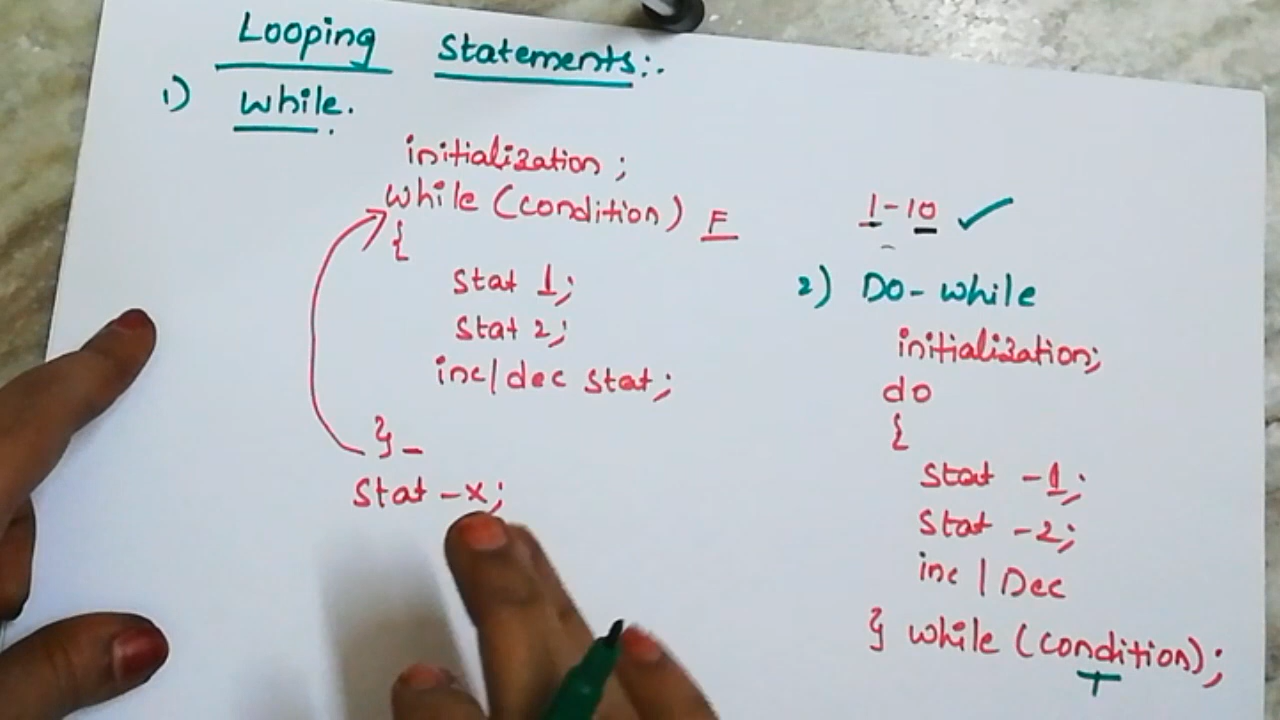 Looping Statements:.
1) While.
initialization;
while (condition) F
{
Stat 1;
Stat 2;
inc/dec Stat;
}
Stat -x;
1-10 ✓
2) Do-while
initialization;
do
{
Stat -1;
Stat -2;
inc | Dec
} while (condition);
T